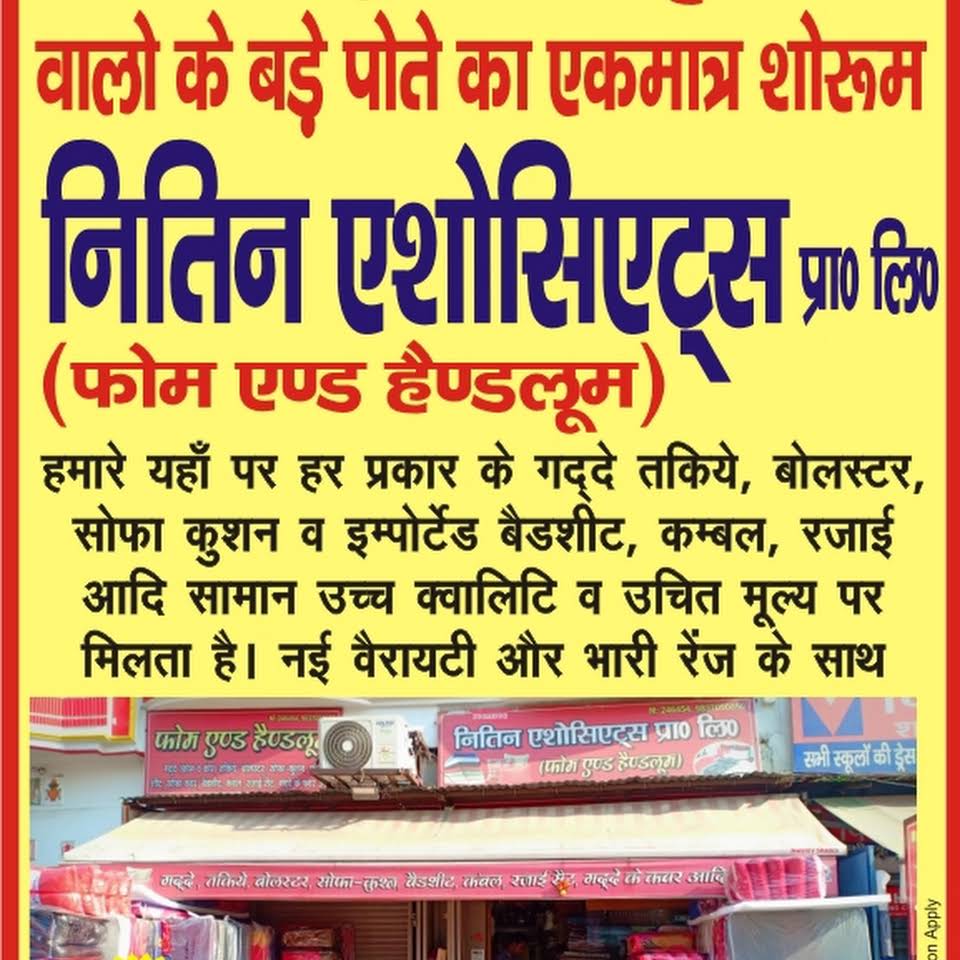 वालो के बड़े पोते का एकमात्र शोरूम
नितिन एशोसिएट्स प्रा० लि०
(फोम एण्ड हैण्डलूम)
हमारे यहाँ पर हर प्रकार के गद्दे तकिये, बोलस्टर,
सोफा कुशन व इम्पोर्टेड बैडशीट, कम्बल, रजाई
आदि सामान उच्च क्वालिटि व उचित मूल्य पर
मिलता है। नई वैरायटी और भारी रेंज के साथ
फोम एण्ड हैण्डलू
नितिन एशोसिएट्स प्रा० लि०
(फोम एण्ड हैण्डलूम)
सभी स्कूलों की ड्रेस
गद्दे, तकिये, बोलस्टर, सोफा-कुशन, बैडशीट, कंबल, रजाई सैट, गद्दे के कवर आदि
on Apply